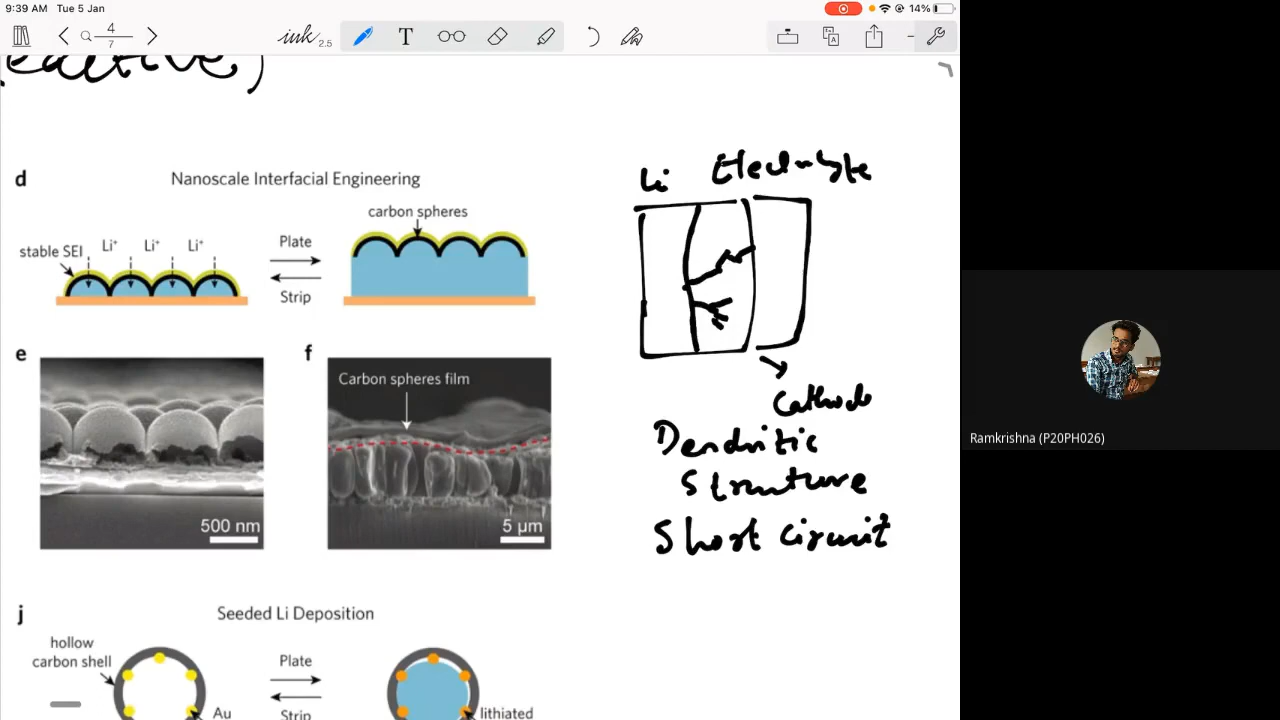 9:39 AM Tue 5 Jan
14%
4
7
ink 2.5
T
eactive)
d
Nanoscale Interfacial Engineering
carbon spheres
stable SEI
Li⁺ Li⁺ Li⁺
Plate
Strip
e
500 nm
f
Carbon spheres film
5 µm
j
Seeded Li Deposition
hollow
carbon shell
Plate
Strip
Au
lithiated
Li Electrolyte
Cathode
Dendritic
Structure
Short circuit
Ramkrishna (P20PH026)